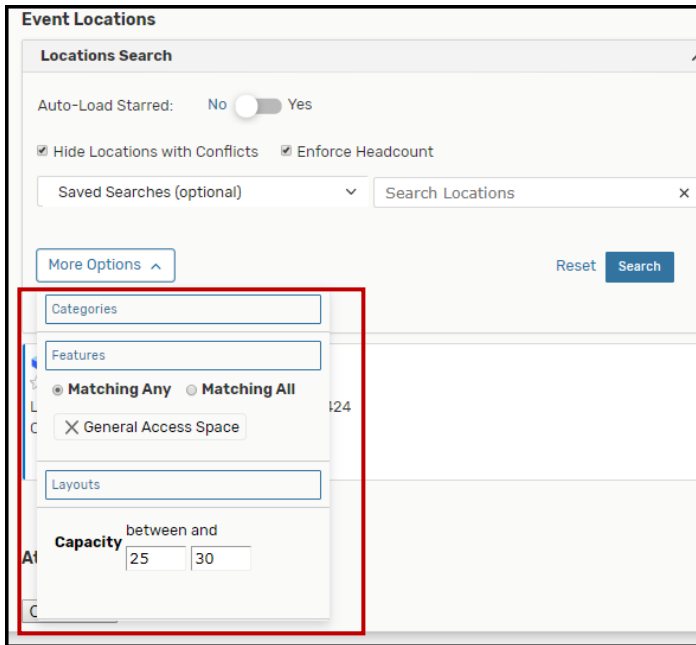 Event Locations
Locations Search
Auto-Load Starred: No Yes
Hide Locations with Conflicts Enforce Headcount
Saved Searches (optional) Search Locations
More Options Reset Search
Categories
Features
Matching Any Matching All
L 424
General Access Space
C
Layouts
between and
Capacity
25 30
At
C